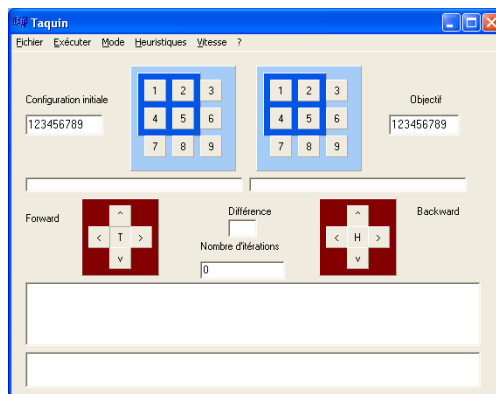 Taquin
Fichier Exécuter Mode Heuristiques Vitesse ?
Configuration initiale
123456789
1 2 3
4 5 6
7 8 9
1 2 3
4 5 6
7 8 9
Objectif
123456789
Forward
^
< T >
v
Différence
Nombre d'itérations
0
^
< H >
v
Backward